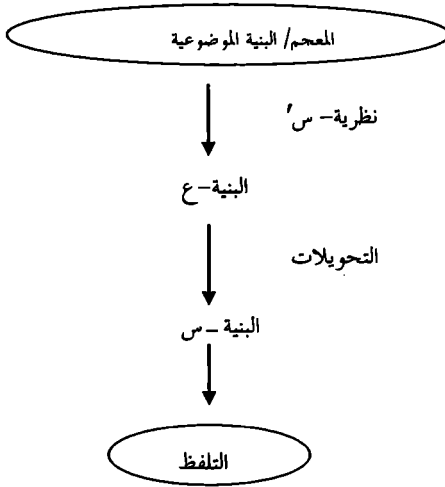 المعجم/ البنية الموضوعية
نظرية- س'
البنية-ع
التحويلات
البنية -س
التلفظ